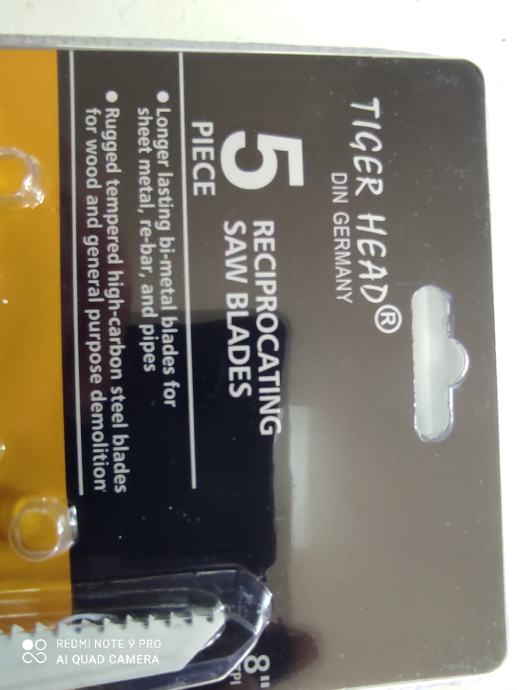 TIGER HEAD®
DIN GERMANY
5
PIECE
RECIPROCATING
SAW BLADES
• Longer lasting bi-metal blades for
sheet metal, re-bar, and pipes
• Rugged tempered high-carbon steel blades
for wood and general purpose demolition
8"
TPI
REDMI NOTE 9 PRO
AI QUAD CAMERA